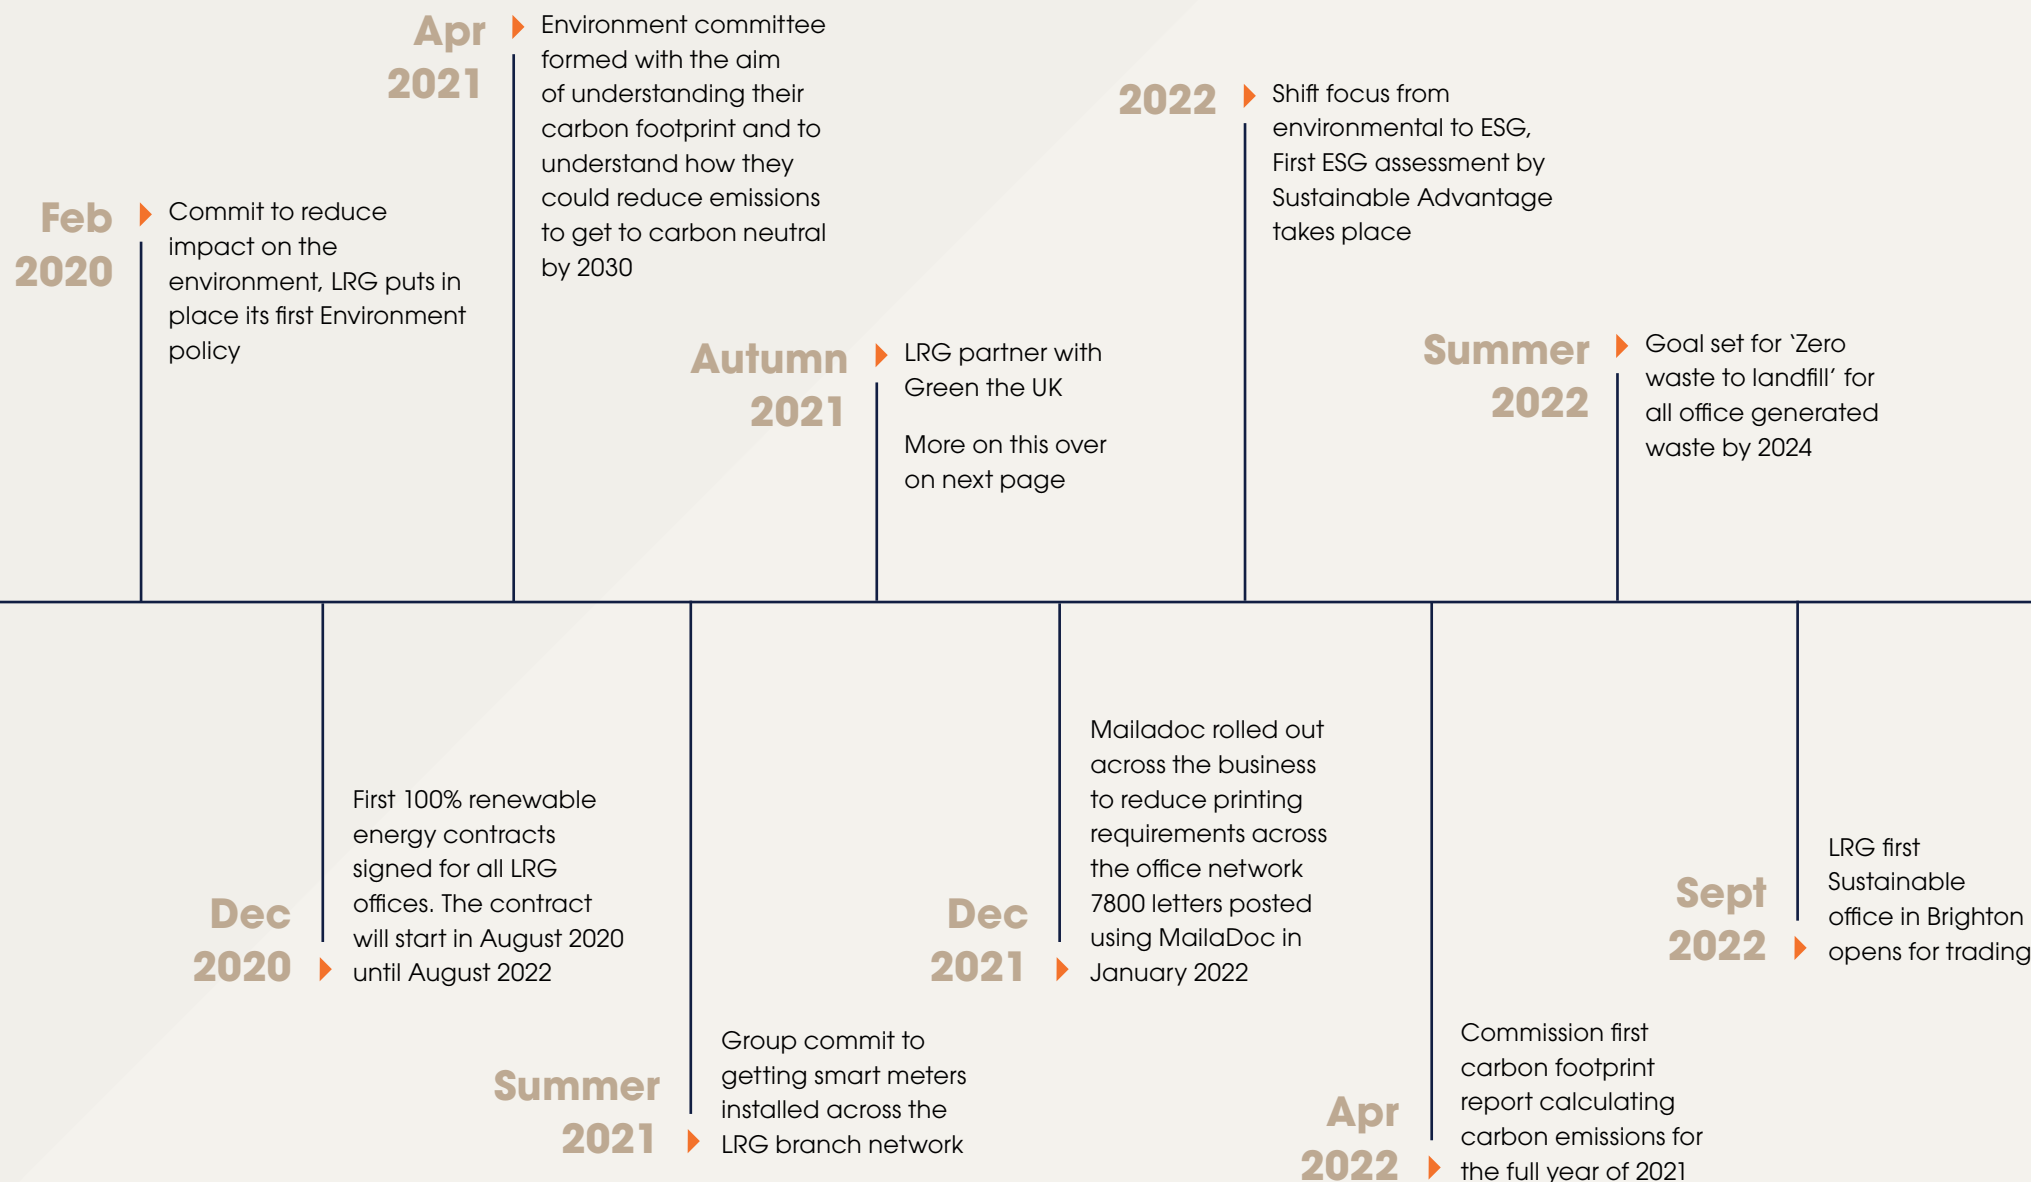 Feb
2020
Commit to reduce
impact on the
environment, LRG puts in
place its first Environment
policy
Dec
2020
First 100% renewable
energy contracts
signed for all LRG
offices. The contract
will start in August 2020
until August 2022
Apr
2021
Environment committee
formed with the aim
of understanding their
carbon footprint and to
understand how they
could reduce emissions
to get to carbon neutral
by 2030
Summer
2021
Group commit to
getting smart meters
installed across the
LRG branch network
Autumn
2021
LRG partner with
Green the UK
More on this over
on next page
Dec
2021
Mailadoc rolled out
across the business
to reduce printing
requirements across
the office network
7800 letters posted
using MailaDoc in
January 2022
2022
Shift focus from
environmental to ESG,
First ESG assessment by
Sustainable Advantage
takes place
Apr
2022
Commission first
carbon footprint
report calculating
carbon emissions for
the full year of 2021
Summer
2022
Goal set for ‘Zero
waste to landfill’ for
all office generated
waste by 2024
Sept
2022
LRG first
Sustainable
office in Brighton
opens for trading